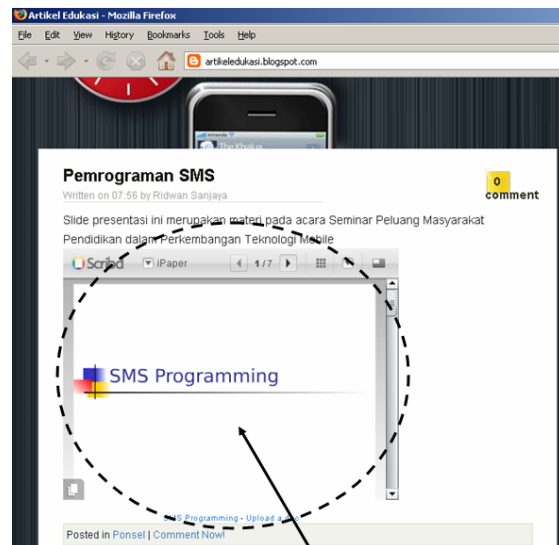 Artikel Edukasi - Mozilla Firefox
File Edit View History Bookmarks Tools Help
artikeledukasi.blogspot.com
Pemrograman SMS
0
comment
Written on 07:56 by Ridwan Sanjaya
Slide presentasi ini merupakan materi pada acara Seminar Peluang Masyarakat
Pendidikan dalam Perkembangan Teknologi Mobile
Scribd iPaper 1/7
SMS Programming
SMS Programming - Upload a
Posted in Ponsel | Comment Now!